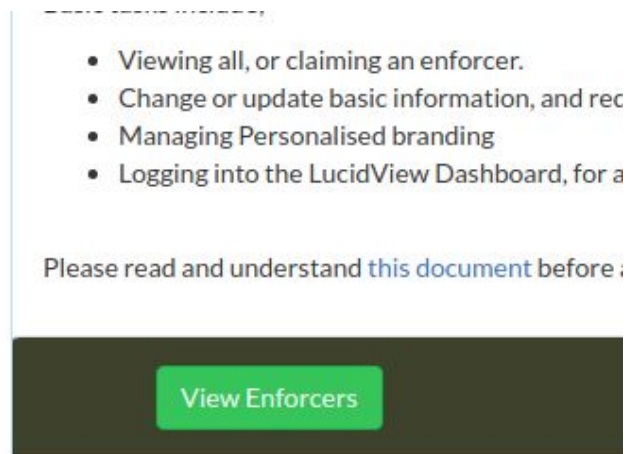 Viewing all, or claiming an enforcer.
Change or update basic information, and rec
Managing Personalised branding
Logging into the LucidView Dashboard, for a
Please read and understand this document before a
View Enforcers